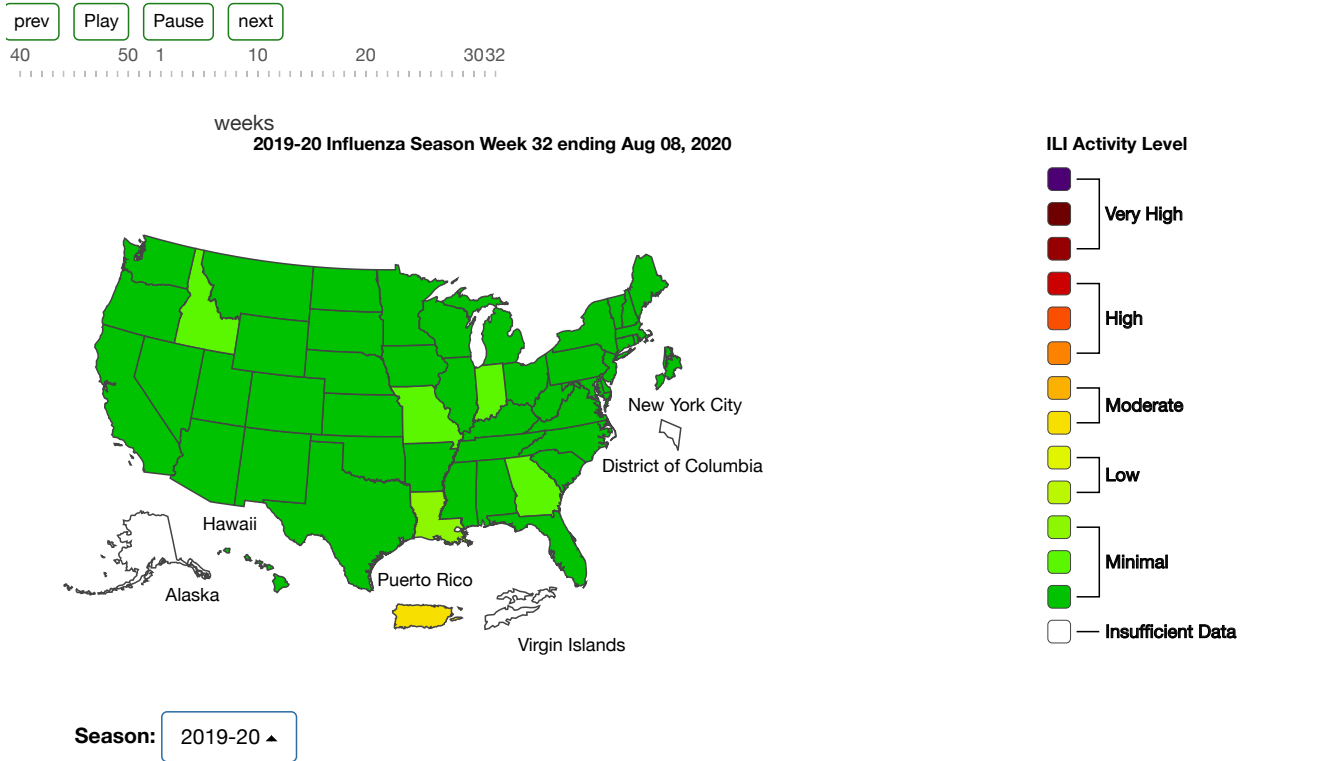 prev Play Pause next
40 50 1 10 20 30 32
weeks
2019-20 Influenza Season Week 32 ending Aug 08, 2020
ILI Activity Level
Very High
High
Moderate
Low
Minimal
Insufficient Data
New York City
District of Columbia
Hawaii
Alaska
Puerto Rico
Virgin Islands
Season: 2019-20